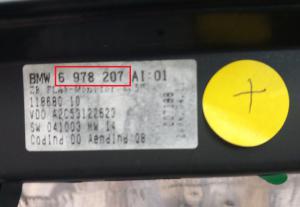 BMW 6 978 207 AI:01
118680 10
VDO A2C53122623
SW 041003 HW 14
Coding 00 Aending 08